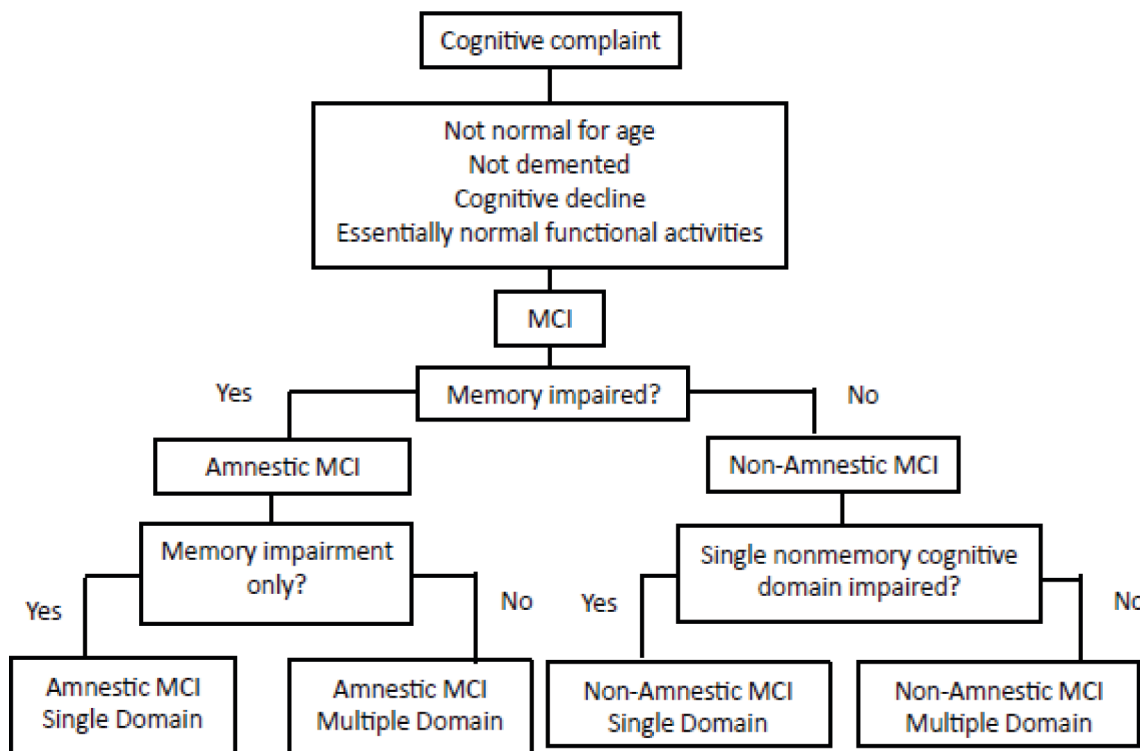 Cognitive complaint
Not normal for age
Not demented
Cognitive decline
Essentially normal functional activities
MCI
Yes
Memory impaired?
No
Amnestic MCI
Non-Amnestic MCI
Memory impairment
only?
Single nonmemory cognitive
domain impaired?
Yes
No
Yes
No
Amnestic MCI
Single Domain
Amnestic MCI
Multiple Domain
Non-Amnestic MCI
Single Domain
Non-Amnestic MCI
Multiple Domain